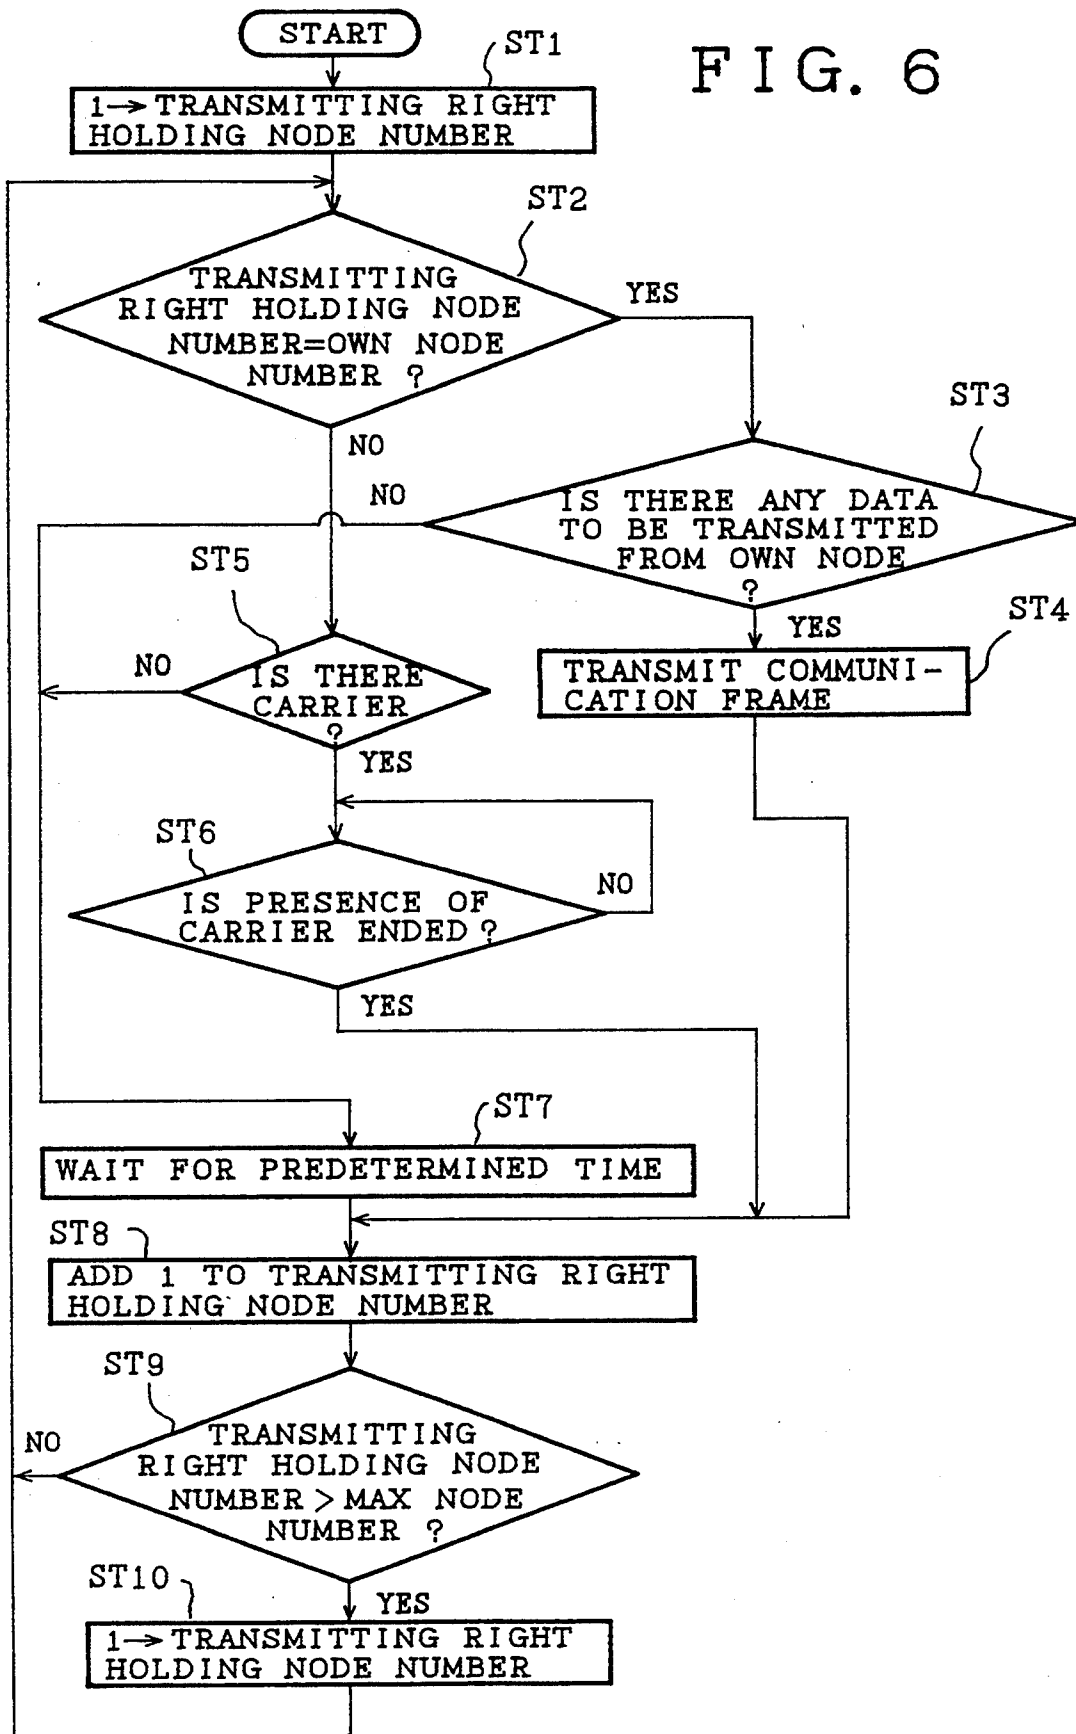 START
ST1
FIG. 6
1→TRANSMITTING RIGHT
HOLDING NODE NUMBER
ST2
TRANSMITTING
RIGHT HOLDING NODE
NUMBER=OWN NODE
NUMBER ?
YES
NO
ST3
NO
IS THERE ANY DATA
TO BE TRANSMITTED
FROM OWN NODE
?
YES
ST4
TRANSMIT COMMUNI-
CATION FRAME
ST5
NO
IS THERE
CARRIER
?
YES
ST6
IS PRESENCE OF
CARRIER ENDED?
NO
YES
ST7
WAIT FOR PREDETERMINED TIME
ST8
ADD 1 TO TRANSMITTING RIGHT
HOLDING NODE NUMBER
ST9
NO
TRANSMITTING
RIGHT HOLDING NODE
NUMBER > MAX NODE
NUMBER ?
ST10
YES
1→TRANSMITTING RIGHT
HOLDING NODE NUMBER